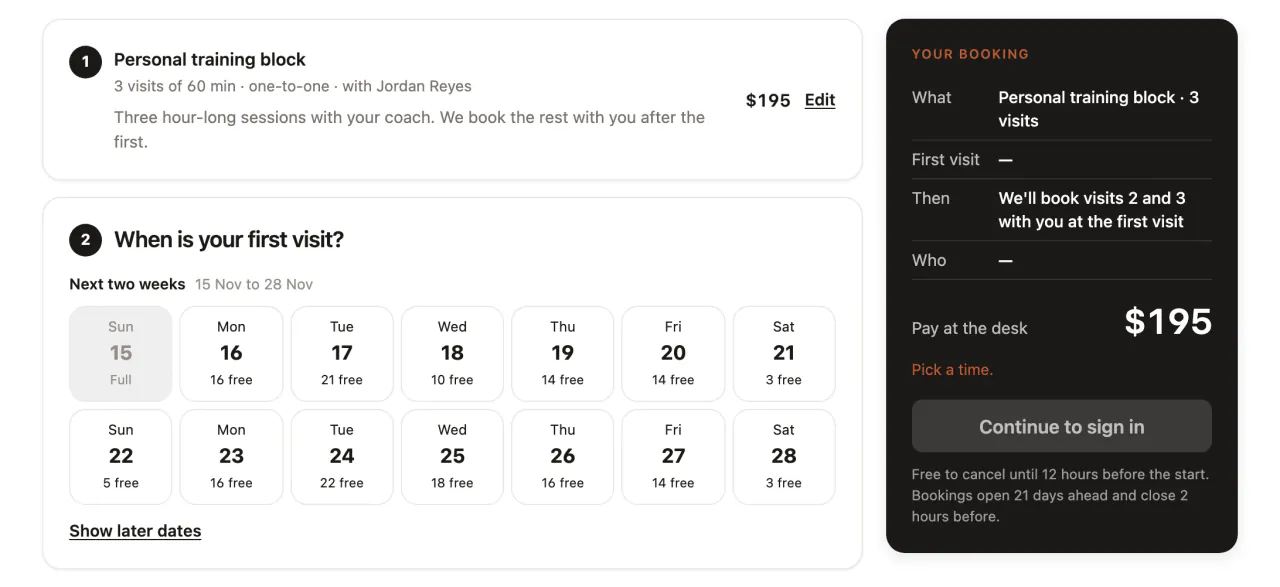 1
Personal training block
3 visits of 60 min · one-to-one · with Jordan Reyes
Three hour-long sessions with your coach. We book the rest with you after the
first.
$195 Edit
2
When is your first visit?
Next two weeks 15 Nov to 28 Nov
Sun Mon Tue Wed Thu Fri Sat
15 16 17 18 19 20 21
Full 16 free 21 free 10 free 14 free 14 free 3 free
Sun Mon Tue Wed Thu Fri Sat
22 23 24 25 26 27 28
5 free 16 free 22 free 18 free 16 free 14 free 3 free
Show later dates
YOUR BOOKING
What Personal training block · 3
visits
First visit —
Then We'll book visits 2 and 3
with you at the first visit
Who —
Pay at the desk $195
Pick a time.
Continue to sign in
Free to cancel until 12 hours before the start.
Bookings open 21 days ahead and close 2
hours before.